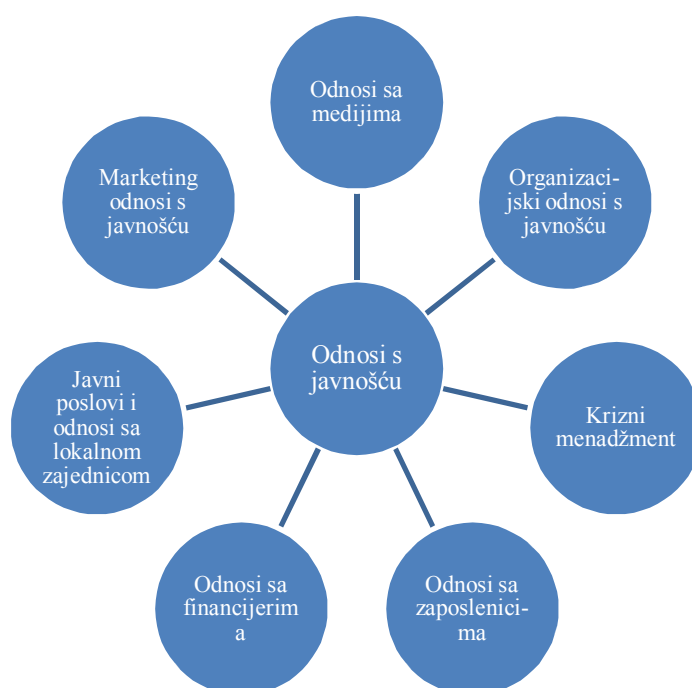 Odnosi sa
medijima
Marketing
odnosi s
javnošću
Organizaci-
jski odnosi s
javnošću
Odnosi s
javnošću
Javni
poslovi i
odnosi sa
lokalnom
zajednicom
Krizni
menadžment
Odnosi sa
financijerim
a
Odnosi sa
zaposlenici-
ma